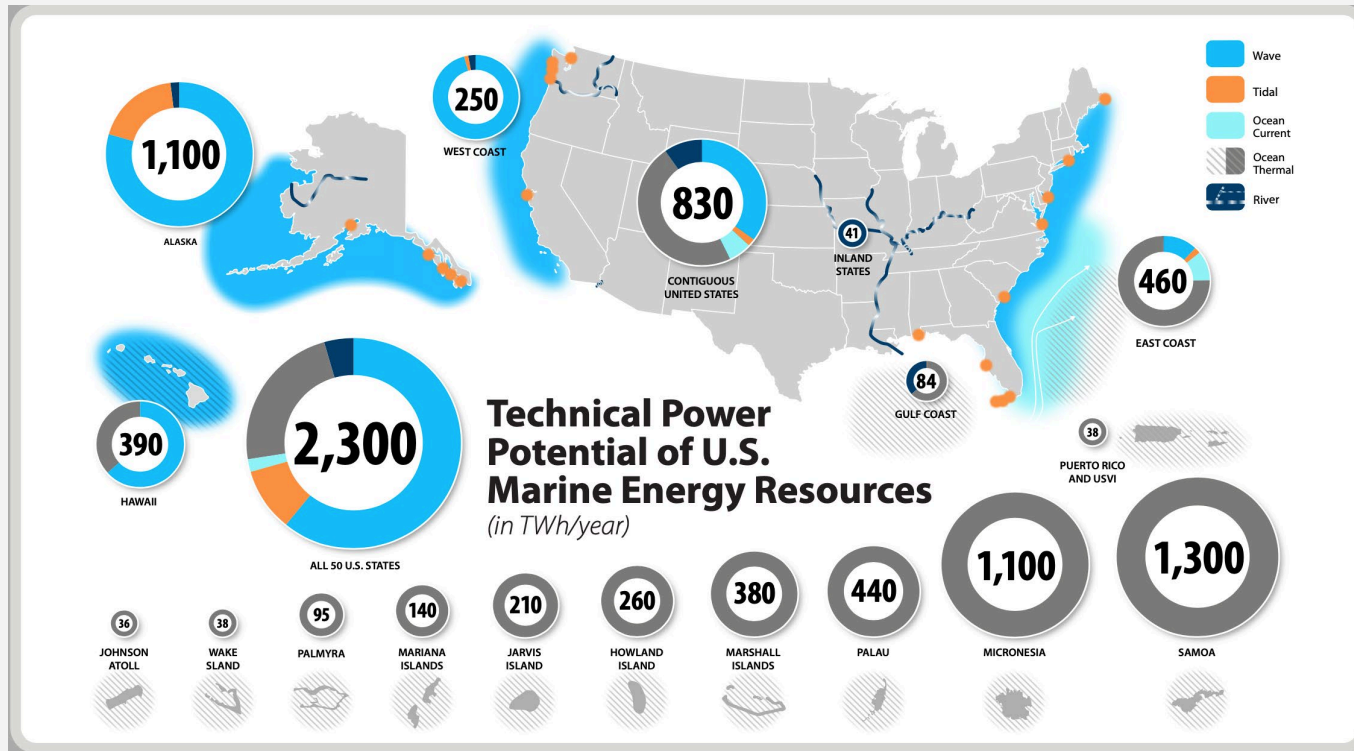 Wave
Tidal
Ocean
Current
Ocean
Thermal
River
1,100
ALASKA
250
WEST COAST
830
CONTIGUOUS
UNITED STATES
41
INLAND
STATES
460
EAST COAST
84
GULF COAST
390
HAWAII
2,300
ALL 50 U.S. STATES
Technical Power
Potential of U.S.
Marine Energy Resources
(in TWh/year)
38
PUERTO RICO
AND USVI
36
JOHNSON
ATOLL
38
WAKE
SLAND
95
PALMYRA
140
MARIANA
ISLANDS
210
JARVIS
ISLAND
260
HOWLAND
ISLAND
380
MARSHALL
ISLANDS
440
PALAU
1,100
MICRONESIA
1,300
SAMOA